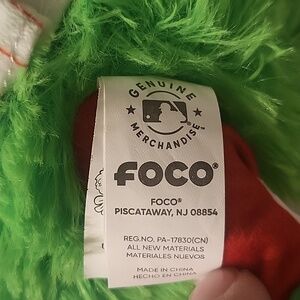 GENUINE
MERCHANDISE
FOCO®
FOCO®
PISCATAWAY, NJ 08854
REG.NO. PA-17830(CN)
ALL NEW MATERIALS
MATERIALES NUEVOS
MADE IN CHINA
HECHO EN CHINA